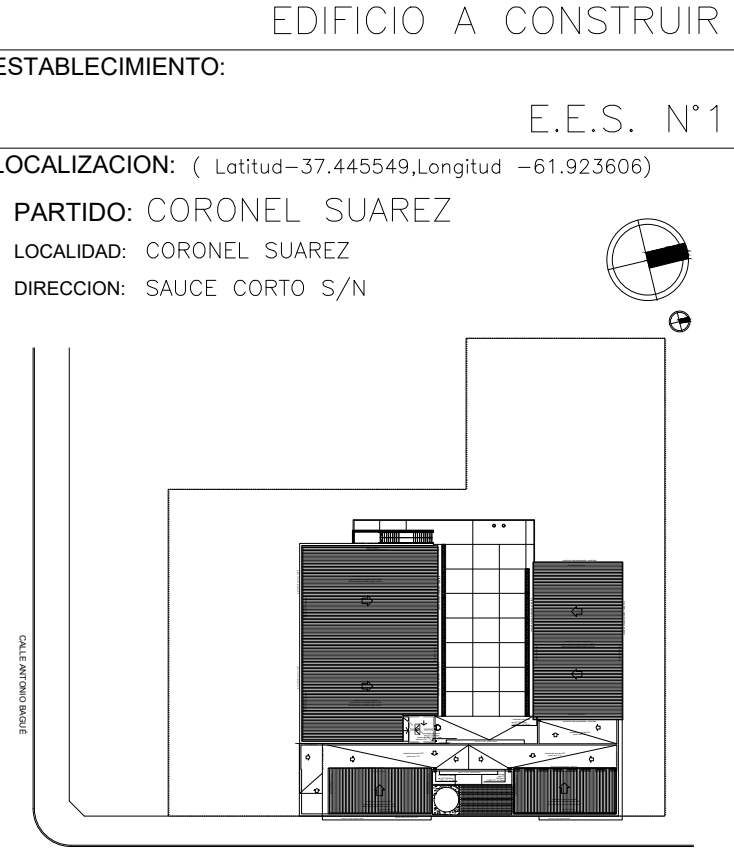 EDIFICIO A CONSTRUIR
ESTABLECIMIENTO:
E.E.S. N°1
LOCALIZACION: ( Latitud-37.445549,Longitud -61.923606)
PARTIDO: CORONEL SUAREZ
LOCALIDAD: CORONEL SUAREZ
DIRECCION: SAUCE CORTO S/N
CALLE ANTONIO BAGUÉ